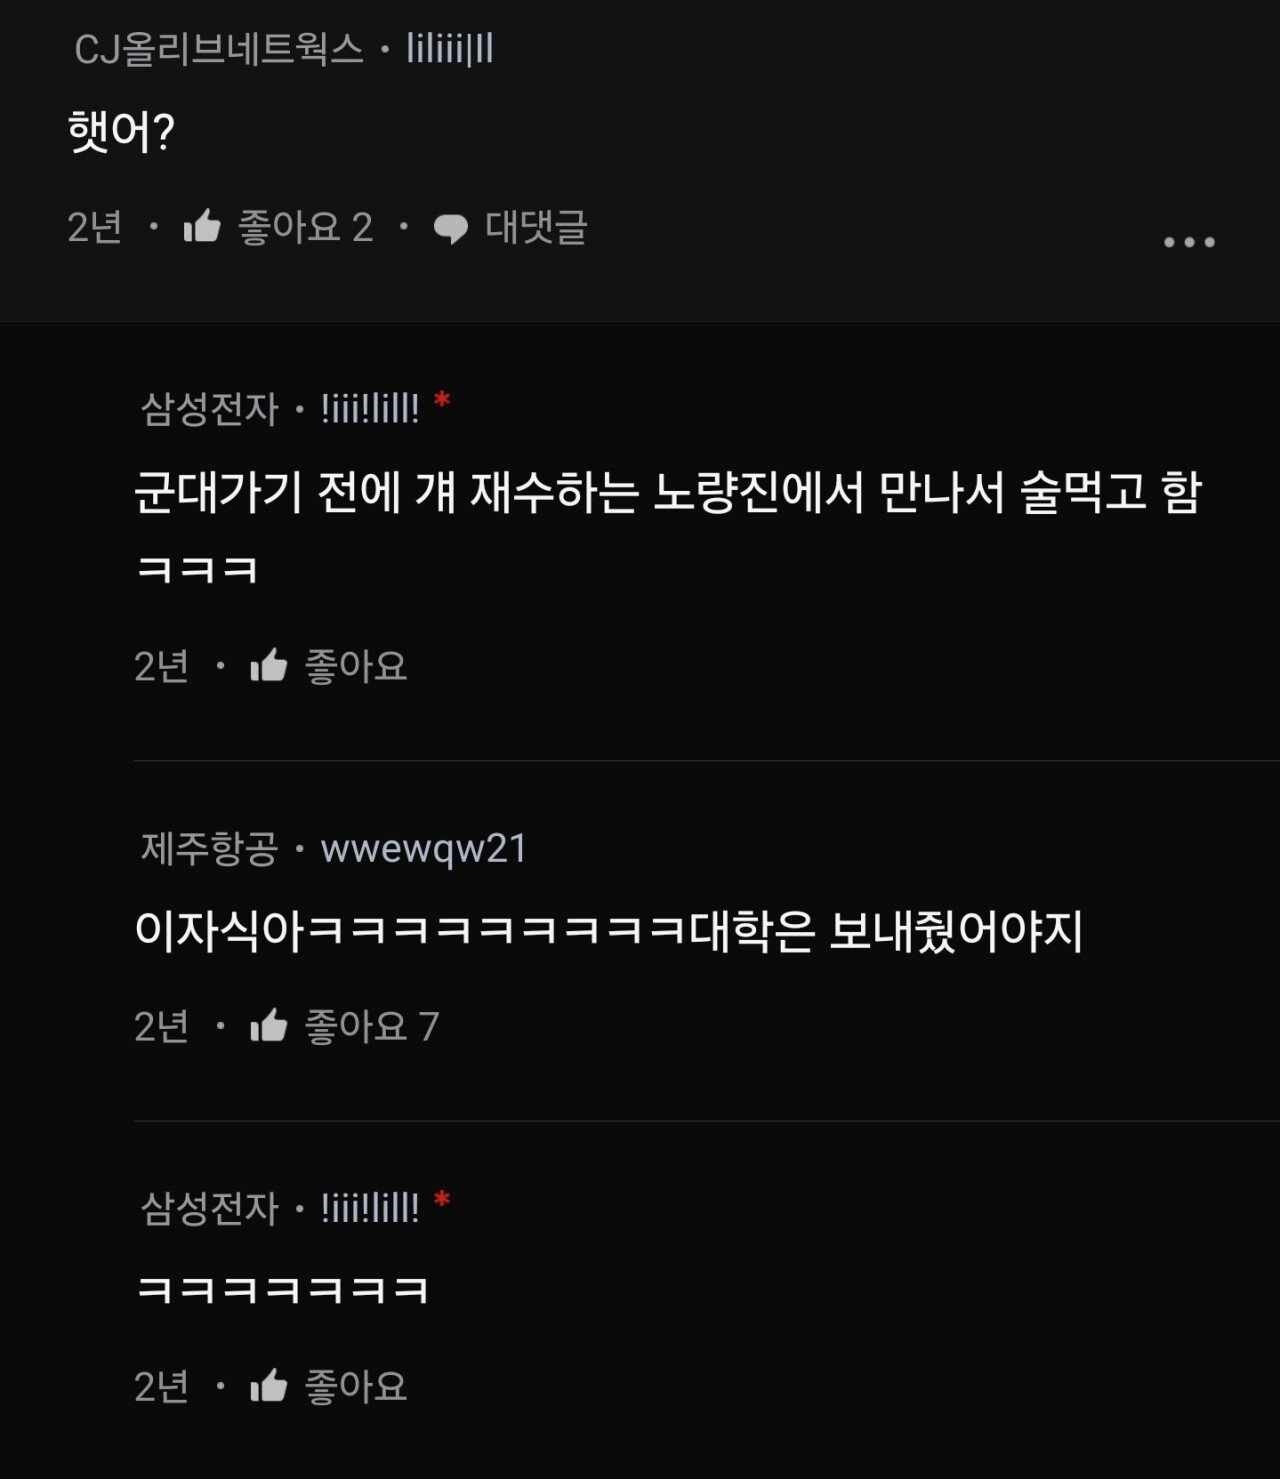 CJ올리브네트웍스 · liliii|ll
햇어?
2년 · 좋아요 2 · 대댓글
삼성전자 · !iii!lill! *
군대가기 전에 걔 재수하는 노량진에서 만나서 술먹고 함
ㅋㅋㅋ
2년 · 좋아요
제주항공 · wwewqw21
이자식아ㅋㅋㅋㅋㅋㅋㅋㅋㅋ대학은 보내줬어야지
2년 · 좋아요 7
삼성전자 · !iii!lill! *
ㅋㅋㅋㅋㅋㅋㅋ
2년 · 좋아요